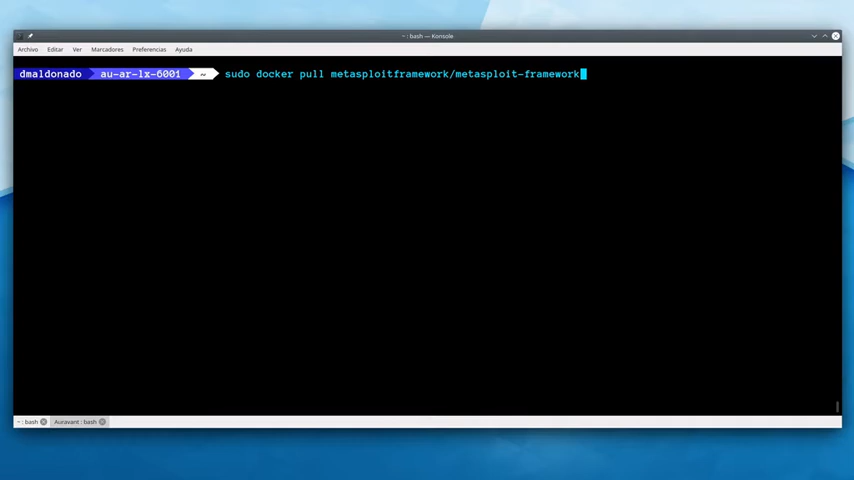 ~ : bash — Konsole
Archivo Editar Ver Marcadores Preferencias Ayuda
dmaldonado au-ar-lx-6001 ~ sudo docker pull metasploitframework/metasploit-framework
~ : bash Auravant : bash